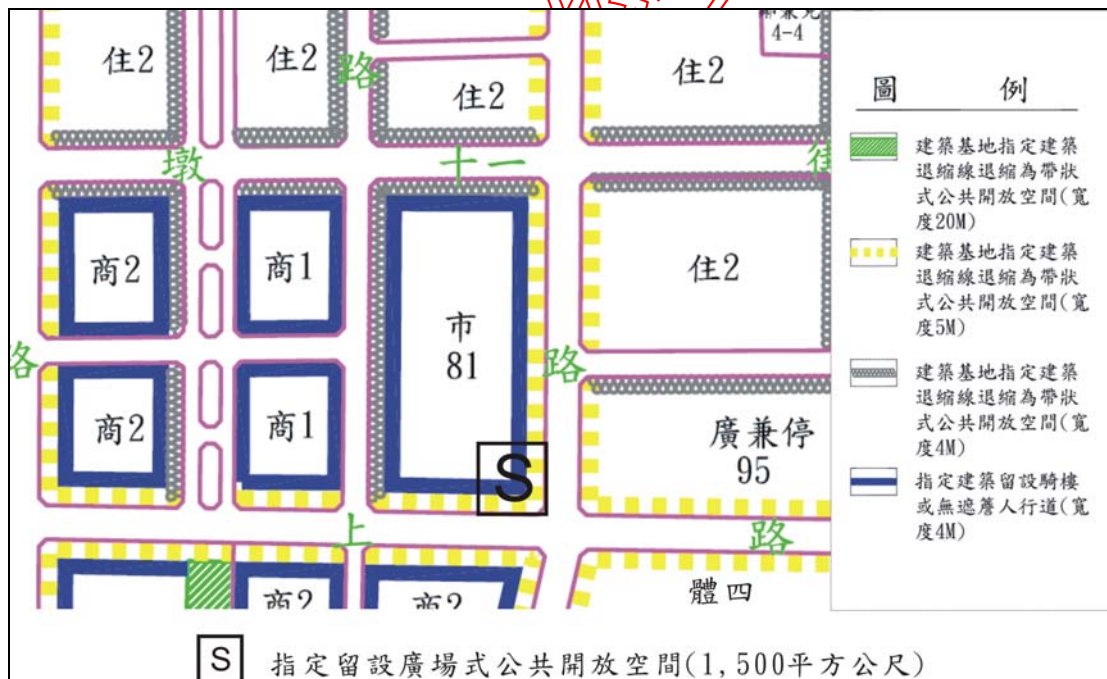 4-4
住2
住2
住2
住2
路
墩
十一
街
商2
商1
市
81
住2
路
路
商2
商1
S
廣兼停
95
上
路
商2
商2
體四
圖 例
建築基地指定建築
退縮線退縮為帶狀
式公共開放空間(寬
度20M)
建築基地指定建築
退縮線退縮為帶狀
式公共開放空間(寬
度5M)
建築基地指定建築
退縮線退縮為帶狀
式公共開放空間(寬
度4M)
指定建築留設騎樓
或無遮簷人行道(寬
度4M)
S 指定留設廣場式公共開放空間(1,500平方公尺)